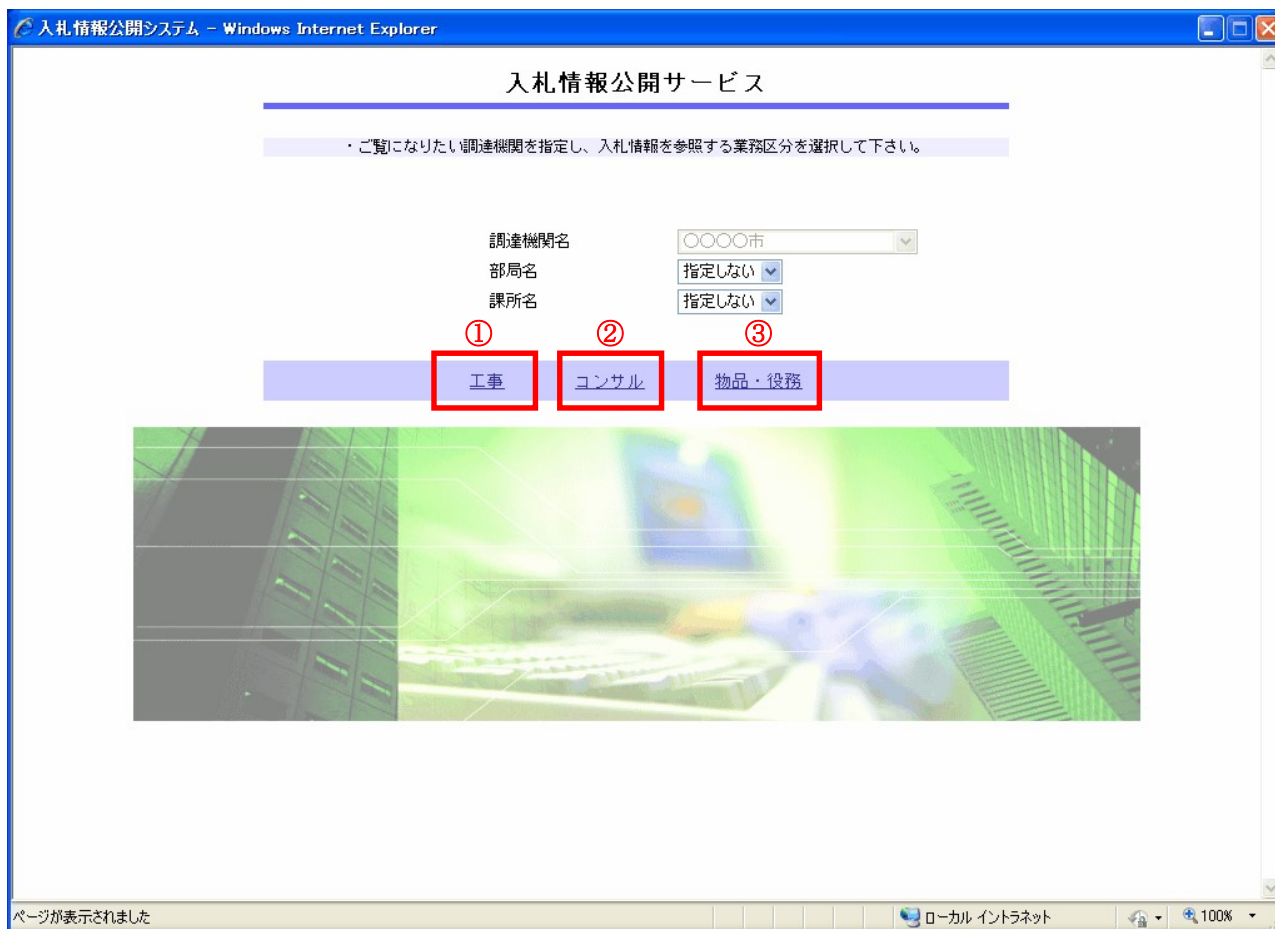 入札情報公開システム - Windows Internet Explorer
入札情報公開サービス
・ご覧になりたい調達機関を指定し、入札情報を参照する業務区分を選択して下さい。
調達機関名 〇〇〇〇市
部局名 指定しない
課所名 指定しない
① ② ③
工事 コンサル 物品・役務
ページが表示されました ローカル イントラネット 100%